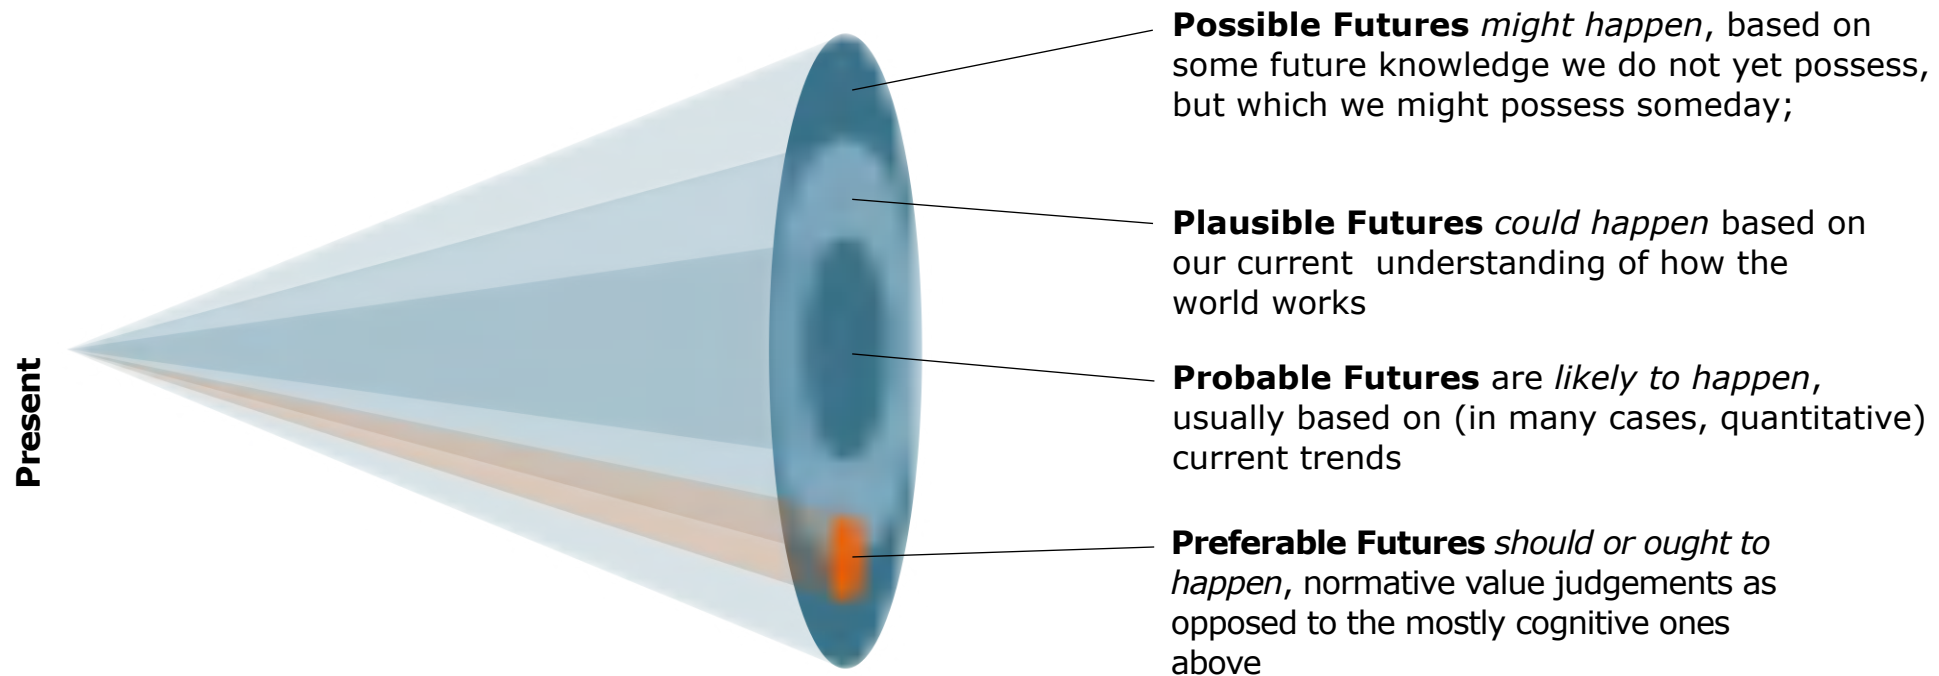 Possible Futures might happen, based on
some future knowledge we do not yet possess,
but which we might possess someday;
Plausible Futures could happen based on
our current  understanding of how the
world works
Present
Probable Futures are likely to happen,
usually based on (in many cases, quantitative)
current trends
Preferable Futures should or ought to
happen, normative value judgements as
opposed to the mostly cognitive ones
above